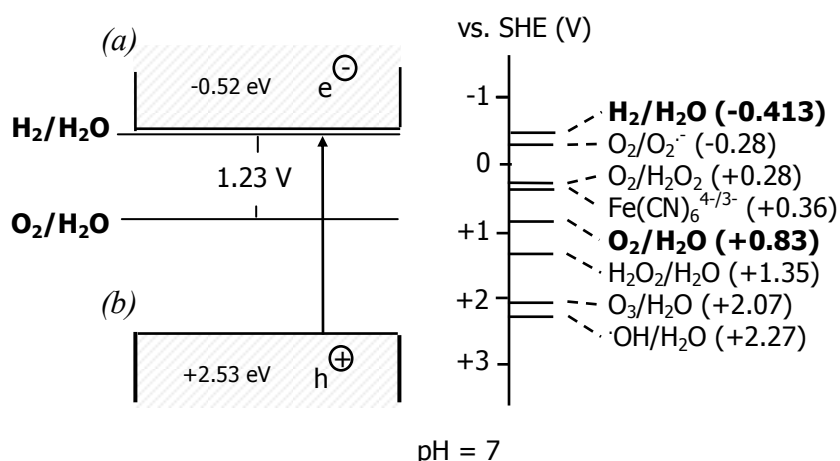 (a)
-0.52 eV
e -
H₂/H₂O
1.23 V
O₂/H₂O
(b)
+2.53 eV
h +
vs. SHE (V)
-1
0
+1
+2
+3
H₂/H₂O (-0.413)
O₂/O₂·⁻ (-0.28)
O₂/H₂O₂ (+0.28)
Fe(CN)₆⁴⁻/³⁻ (+0.36)
O₂/H₂O (+0.83)
H₂O₂/H₂O (+1.35)
O₃/H₂O (+2.07)
·OH/H₂O (+2.27)
pH = 7